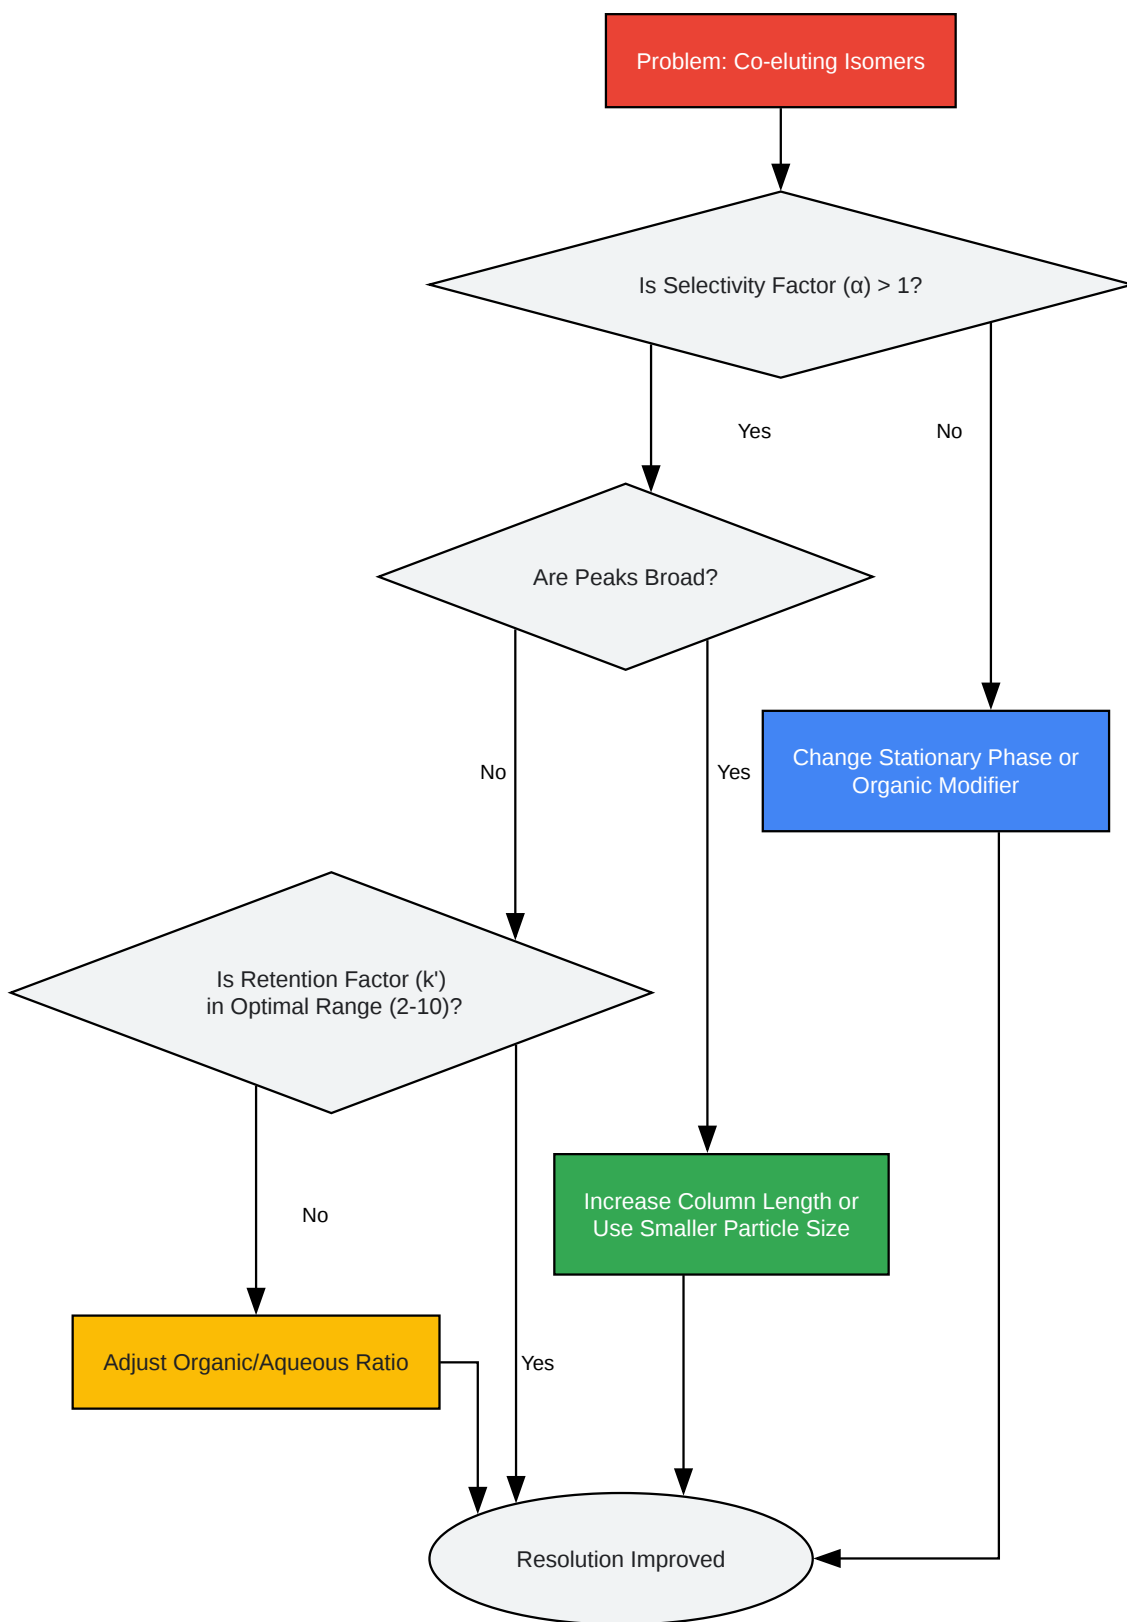 Problem: Co-eluting Isomers
Is Selectivity Factor (α) > 1?
Yes
No
Are Peaks Broad?
No
Yes
Change Stationary Phase or
Organic Modifier
Is Retention Factor (k')
in Optimal Range (2-10)?
No
Increase Column Length or
Use Smaller Particle Size
Adjust Organic/Aqueous Ratio
Yes
Resolution Improved